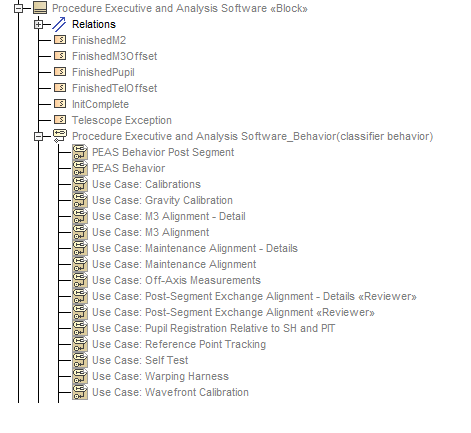 Procedure Executive and Analysis Software «Block»
Relations
FinishedM2
FinishedM3Offset
FinishedPupil
FinishedTelOffset
InitComplete
Telescope Exception
Procedure Executive and Analysis Software_Behavior(classifier behavior)
PEAS Behavior Post Segment
PEAS Behavior
Use Case: Calibrations
Use Case: Gravity Calibration
Use Case: M3 Alignment - Detail
Use Case: M3 Alignment
Use Case: Maintenance Alignment - Details
Use Case: Maintenance Alignment
Use Case: Off-Axis Measurements
Use Case: Post-Segment Exchange Alignment - Details «Reviewer»
Use Case: Post-Segment Exchange Alignment «Reviewer»
Use Case: Pupil Registration Relative to SH and PIT
Use Case: Reference Point Tracking
Use Case: Self Test
Use Case: Warping Harness
Use Case: Wavefront Calibration